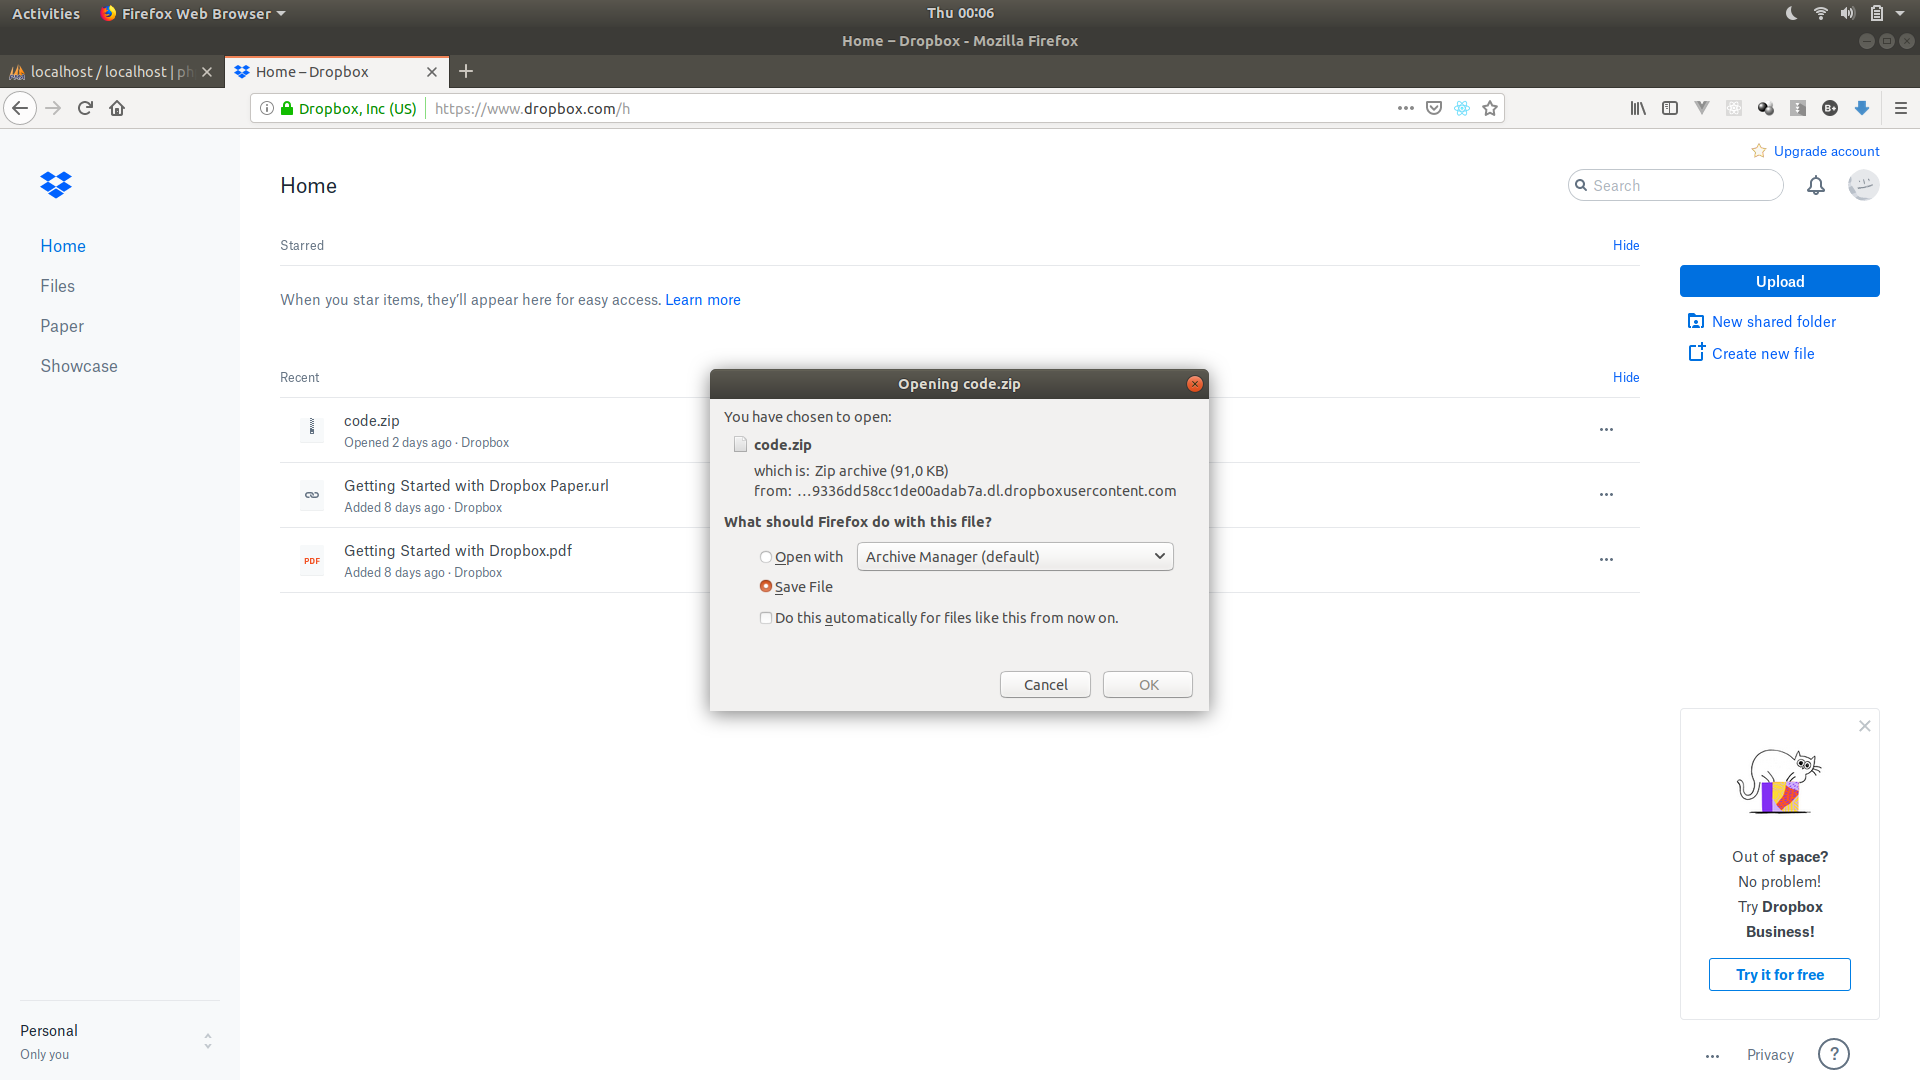 Activities
Firefox Web Browser
Thu 00:06
Home – Dropbox - Mozilla Firefox
localhost / localhost | ph
Home – Dropbox
Dropbox, Inc (US)
https://www.dropbox.com/h
Upgrade account
Home
Search
Home
Files
Paper
Showcase
Starred
Hide
When you star items, they'll appear here for easy access. Learn more
Upload
New shared folder
Create new file
Recent
Hide
code.zip
Opened 2 days ago · Dropbox
Getting Started with Dropbox Paper.url
Added 8 days ago · Dropbox
PDF
Getting Started with Dropbox.pdf
Added 8 days ago · Dropbox
Opening code.zip
You have chosen to open:
code.zip
which is: Zip archive (91,0 KB)
from: …9336dd58cc1de00adab7a.dl.dropboxusercontent.com
What should Firefox do with this file?
Open with
Archive Manager (default)
Save File
Do this automatically for files like this from now on.
Cancel
OK
Out of space?
No problem!
Try Dropbox
Business!
Try it for free
Personal
Only you
Privacy
?